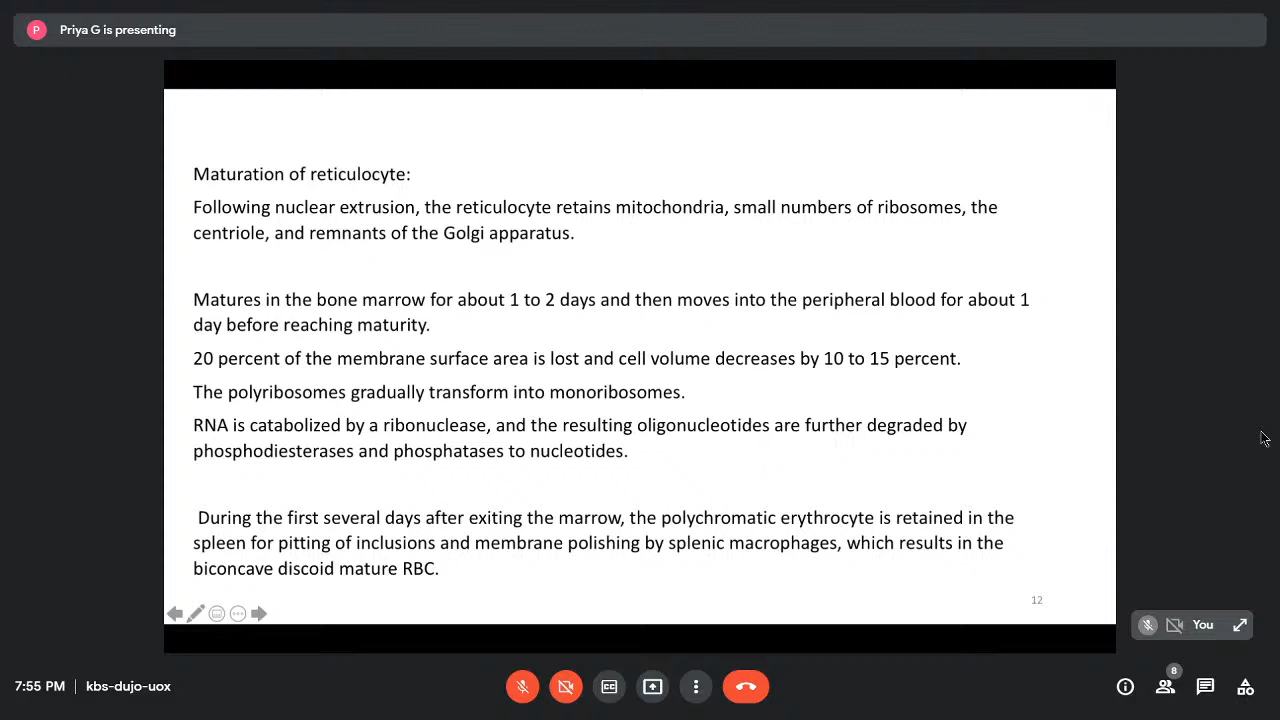 P Priya G is presenting
Maturation of reticulocyte:
Following nuclear extrusion, the reticulocyte retains mitochondria, small numbers of ribosomes, the
centriole, and remnants of the Golgi apparatus.
Matures in the bone marrow for about 1 to 2 days and then moves into the peripheral blood for about 1
day before reaching maturity.
20 percent of the membrane surface area is lost and cell volume decreases by 10 to 15 percent.
The polyribosomes gradually transform into monoribosomes.
RNA is catabolized by a ribonuclease, and the resulting oligonucleotides are further degraded by
phosphodiesterases and phosphatases to nucleotides.
During the first several days after exiting the marrow, the polychromatic erythrocyte is retained in the
spleen for pitting of inclusions and membrane polishing by splenic macrophages, which results in the
biconcave discoid mature RBC.
12
You
8
7:55 PM | kbs-dujo-uox
CC